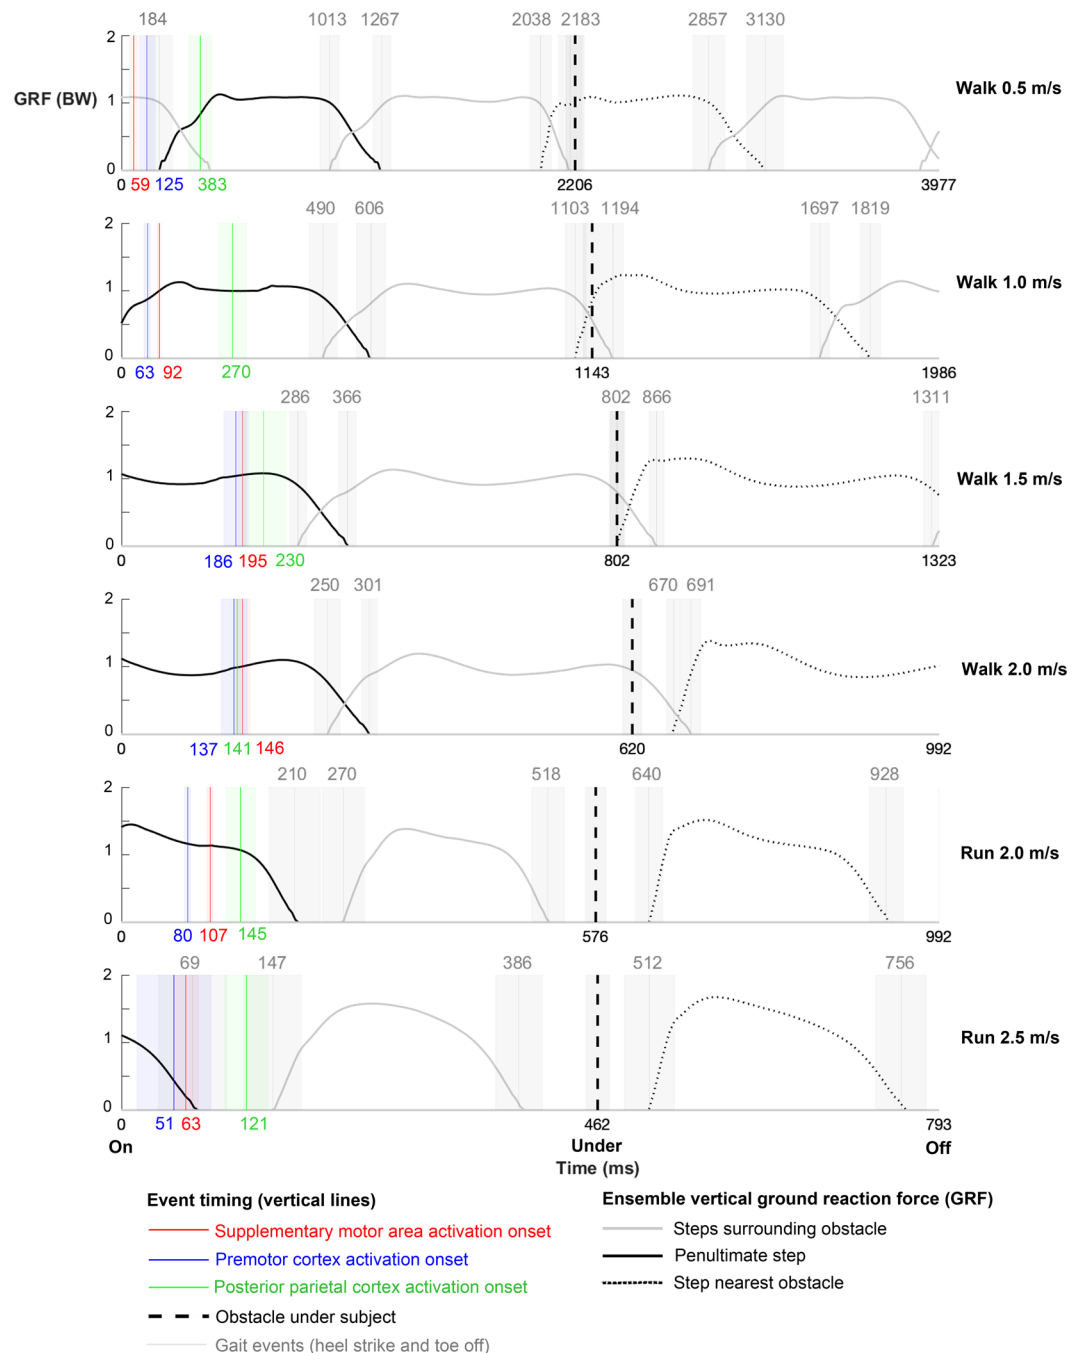 184 1013 1267 2038 2183 2857 3130
2
GRF (BW) 1
0
Walk 0.5 m/s
0 59 125 383 2206 3977
490 606 1103 1194 1697 1819
2
1
0
Walk 1.0 m/s
0 63 92 270 1143 1986
286 366 802 866 1311
2
1
0
Walk 1.5 m/s
0 186 195 230 802 1323
250 301 670 691
2
1
0
Walk 2.0 m/s
0 137 141 146 620 992
210 270 518 640 928
2
1
0
Run 2.0 m/s
0 80 107 145 576 992
69 147 386 512 756
2
1
0
Run 2.5 m/s
0 51 63 121 462 793
On Under Off
Time (ms)
Event timing (vertical lines)
Supplementary motor area activation onset
Premotor cortex activation onset
Posterior parietal cortex activation onset
Obstacle under subject
Gait events (heel strike and toe off)
Ensemble vertical ground reaction force (GRF)
Steps surrounding obstacle
Penultimate step
Step nearest obstacle